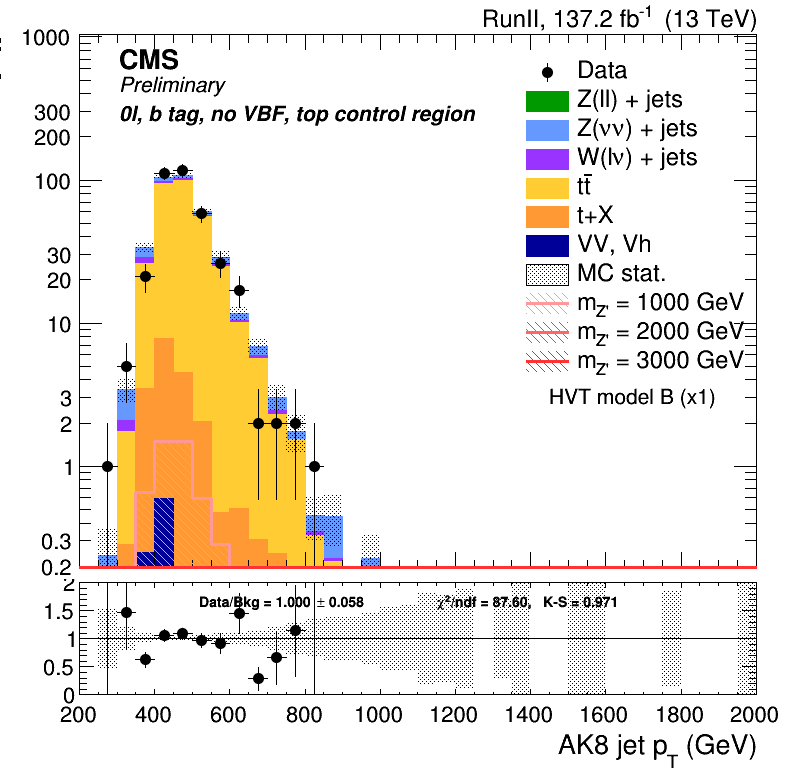 RunII, 137.2 fb-1 (13 TeV)
CMS
Preliminary
0l, b tag, no VBF, top control region
Data
Z(ll) + jets
Z(νν) + jets
W(lν) + jets
tt̄
t+X
VV, Vh
MC stat.
mZ' = 1000 GeV
mZ' = 2000 GeV
mZ' = 3000 GeV
HVT model B (x1)
1000
300
200
100
30
20
10
3
2
1
0.3
0.2
Data/Bkg = 1.000 ± 0.058 χ²/ndf = 87.60, K-S = 0.971
2
1.5
1
0.5
0
200 400 600 800 1000 1200 1400 1600 1800 2000
AK8 jet pT (GeV)